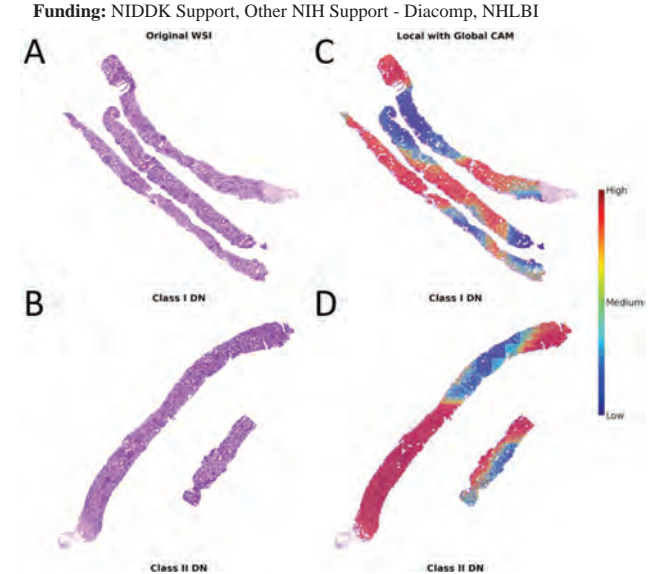 Funding: NIDDK Support, Other NIH Support - Diacomp, NHLBI
Original WSI
Local with Global CAM
A
C
High
Class I DN
Class I DN
B
D
Medium
Low
Class II DN
Class II DN